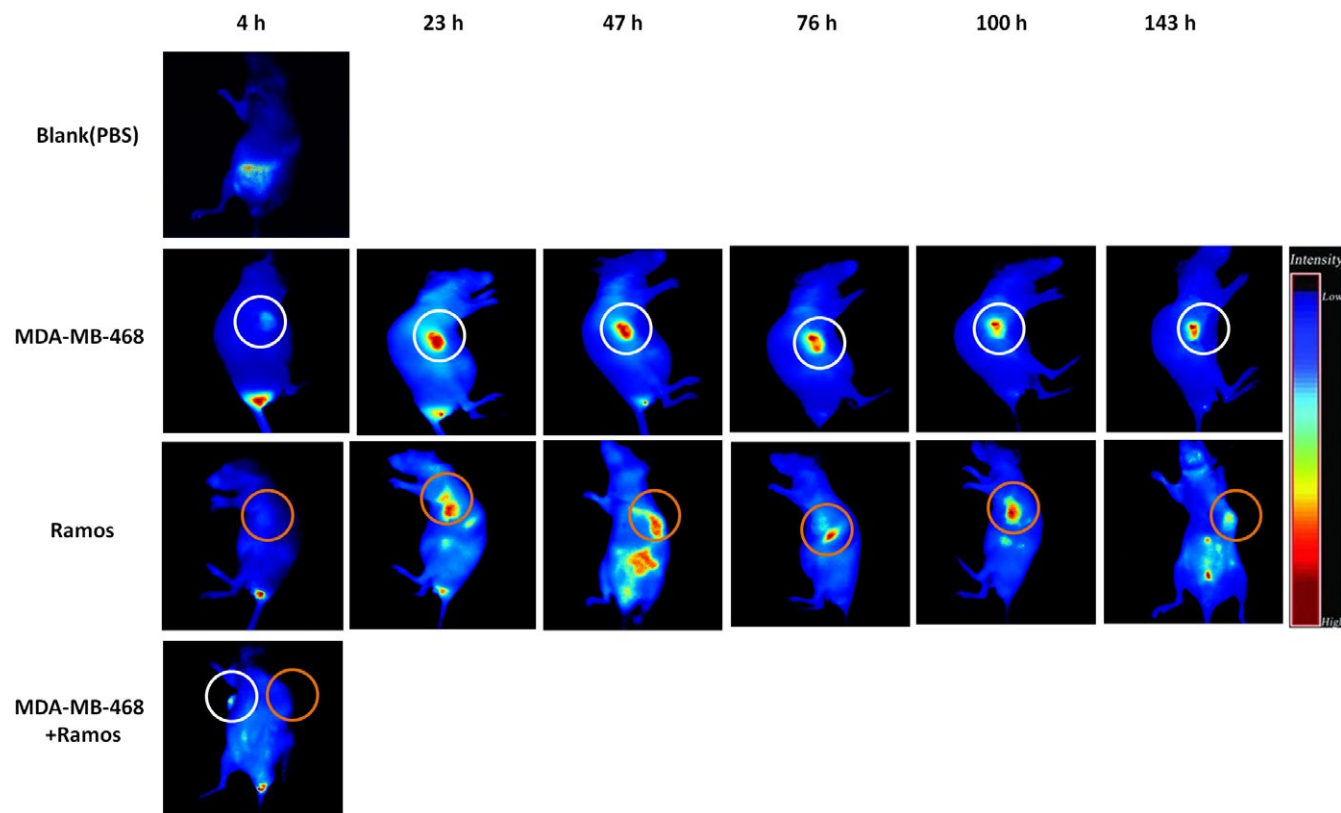 4 h 23 h 47 h 76 h 100 h 143 h
Blank(PBS)
MDA-MB-468
Intensity
Low
Ramos
High
MDA-MB-468
+Ramos